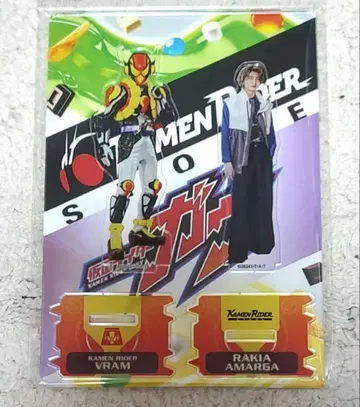 KAMEN RIDER
S O E
仮面ライダー
ガヴ
KAMEN RIDER
VRAM
KAMEN RIDER
RAKIA
AMARGA